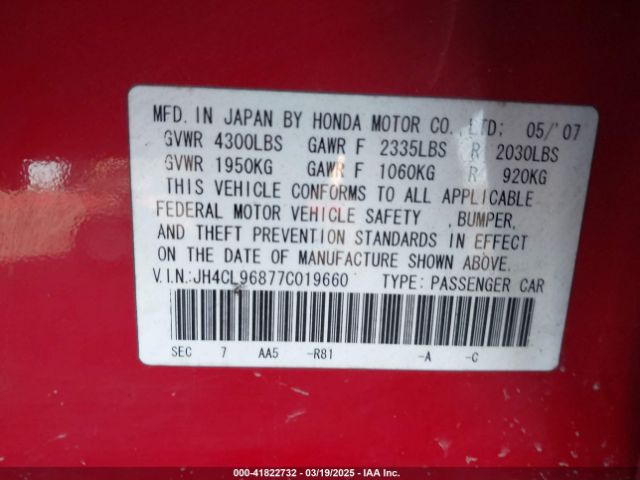 MFD. IN JAPAN BY HONDA MOTOR CO.,LTD; 05/'07
GVWR 4300LBS GAWR F 2335LBS R 2030LBS
GVWR 1950KG GAWR F 1060KG R 920KG
THIS VEHICLE CONFORMS TO ALL APPLICABLE
FEDERAL MOTOR VEHICLE SAFETY ,BUMPER,
AND THEFT PREVENTION STANDARDS IN EFFECT
ON THE DATE OF MANUFACTURE SHOWN ABOVE.
V.I.N.:JH4CL96877C019660 TYPE: PASSENGER CAR
SEC 7 AA5 -R81 -A -C
000-41822732 - 03/19/2025 - IAAI.COM